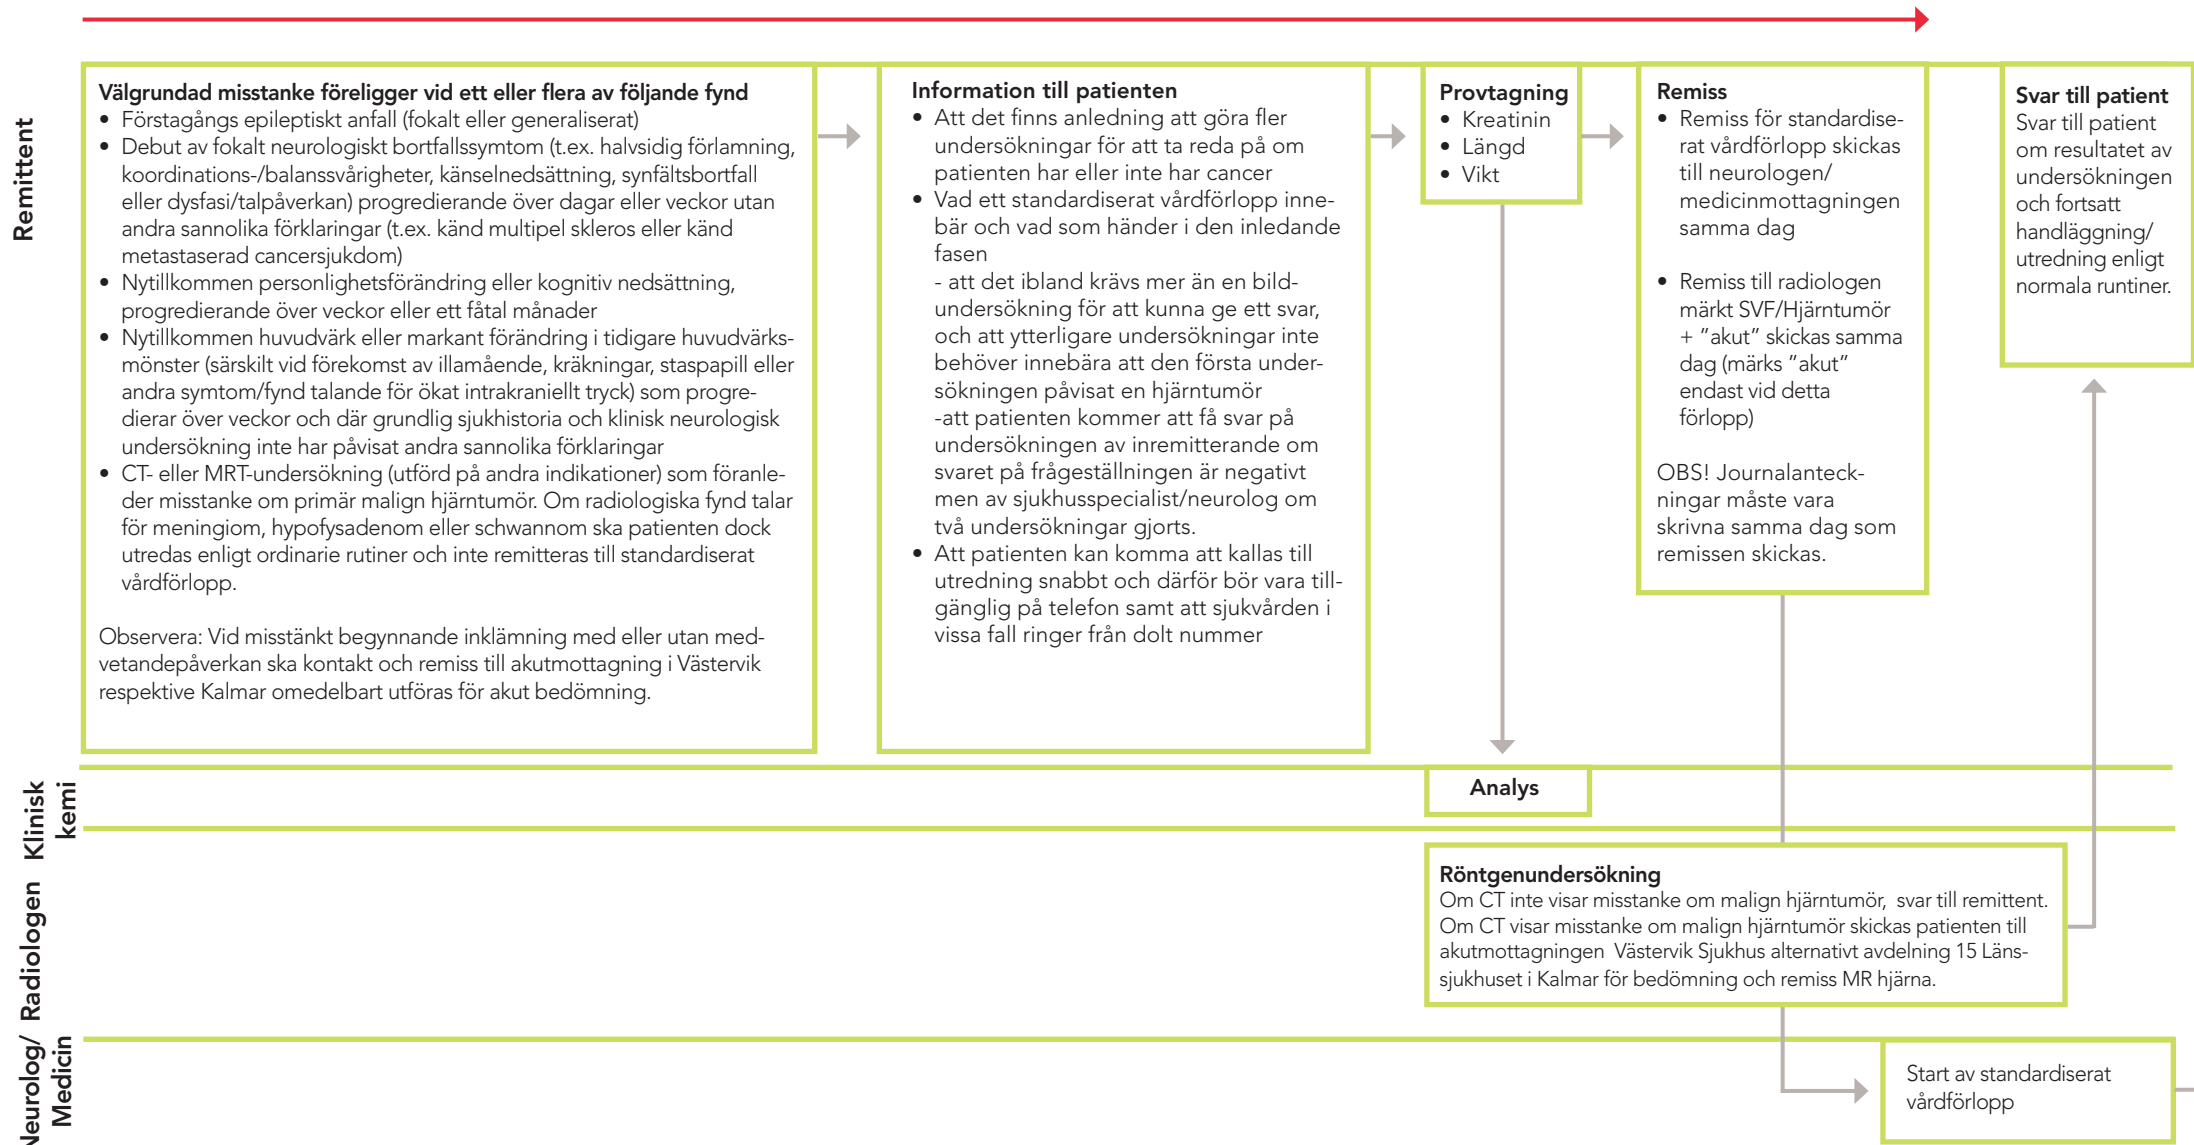 Remittent
Välgrundad misstanke föreligger vid ett eller flera av följande fynd
• Förstagångs epileptiskt anfall (fokalt eller generaliserat)
• Debut av fokalt neurologiskt bortfallssymtom (t.ex. halvsidig förlamning,
koordinations-/balanssvårigheter, känselnedsättning, synfältsbortfall
eller dysfasi/talpåverkan) progredierande över dagar eller veckor utan
andra sannolika förklaringar (t.ex. känd multipel skleros eller känd
metastaserad cancersjukdom)
• Nytillkommen personlighetsförändring eller kognitiv nedsättning,
progredierande över veckor eller ett fåtal månader
• Nytillkommen huvudvärk eller markant förändring i tidigare huvudvärks-
mönster (särskilt vid förekomst av illamående, kräkningar, staspapill eller
andra symtom/fynd talande för ökat intrakraniellt tryck) som progre-
dierar över veckor och där grundlig sjukhistoria och klinisk neurologisk
undersökning inte har påvisat andra sannolika förklaringar
• CT- eller MRT-undersökning (utförd på andra indikationer) som föranle-
der misstanke om primär malign hjärntumör. Om radiologiska fynd talar
för meningiom, hypofysadenom eller schwannom ska patienten dock
utredas enligt ordinarie rutiner och inte remitteras till standardiserat
vårdförlopp.
Observera: Vid misstänkt begynnande inklämning med eller utan med-
vetandepåverkan ska kontakt och remiss till akutmottagning i Västervik
respektive Kalmar omedelbart utföras för akut bedömning.
Information till patienten
• Att det finns anledning att göra fler
undersökningar för att ta reda på om
patienten har eller inte har cancer
• Vad ett standardiserat vårdförlopp inne-
bär och vad som händer i den inledande
fasen
- att det ibland krävs mer än en bild-
undersökning för att kunna ge ett svar,
och att ytterligare undersökningar inte
behöver innebära att den första under-
sökningen påvisat en hjärntumör
-att patienten kommer att få svar på
undersökningen av inremitterande om
svaret på frågeställningen är negativt
men av sjukhusspecialist/neurolog om
två undersökningar gjorts.
• Att patienten kan komma att kallas till
utredning snabbt och därför bör vara till-
gänglig på telefon samt att sjukvården i
vissa fall ringer från dolt nummer
Provtagning
• Kreatinin
• Längd
• Vikt
Remiss
• Remiss för standardise-
rat vårdförlopp skickas
till neurologen/
medicinmottagningen
samma dag
• Remiss till radiologen
märkt SVF/Hjärntumör
+ ”akut” skickas samma
dag (märks ”akut”
endast vid detta
förlopp)
OBS! Journalanteck-
ningar måste vara
skrivna samma dag som
remissen skickas.
Svar till patient
Svar till patient
om resultatet av
undersökningen
och fortsatt
handläggning/
utredning enligt
normala runtiner.
Klinisk
kemi
Analys
Radiologen
Röntgenundersökning
Om CT inte visar misstanke om malign hjärntumör, svar till remittent.
Om CT visar misstanke om malign hjärntumör skickas patienten till
akutmottagningen Västervik Sjukhus alternativt avdelning 15 Läns-
sjukhuset i Kalmar för bedömning och remiss MR hjärna.
Neurolog/
Medicin
Start av standardiserat
vårdförlopp